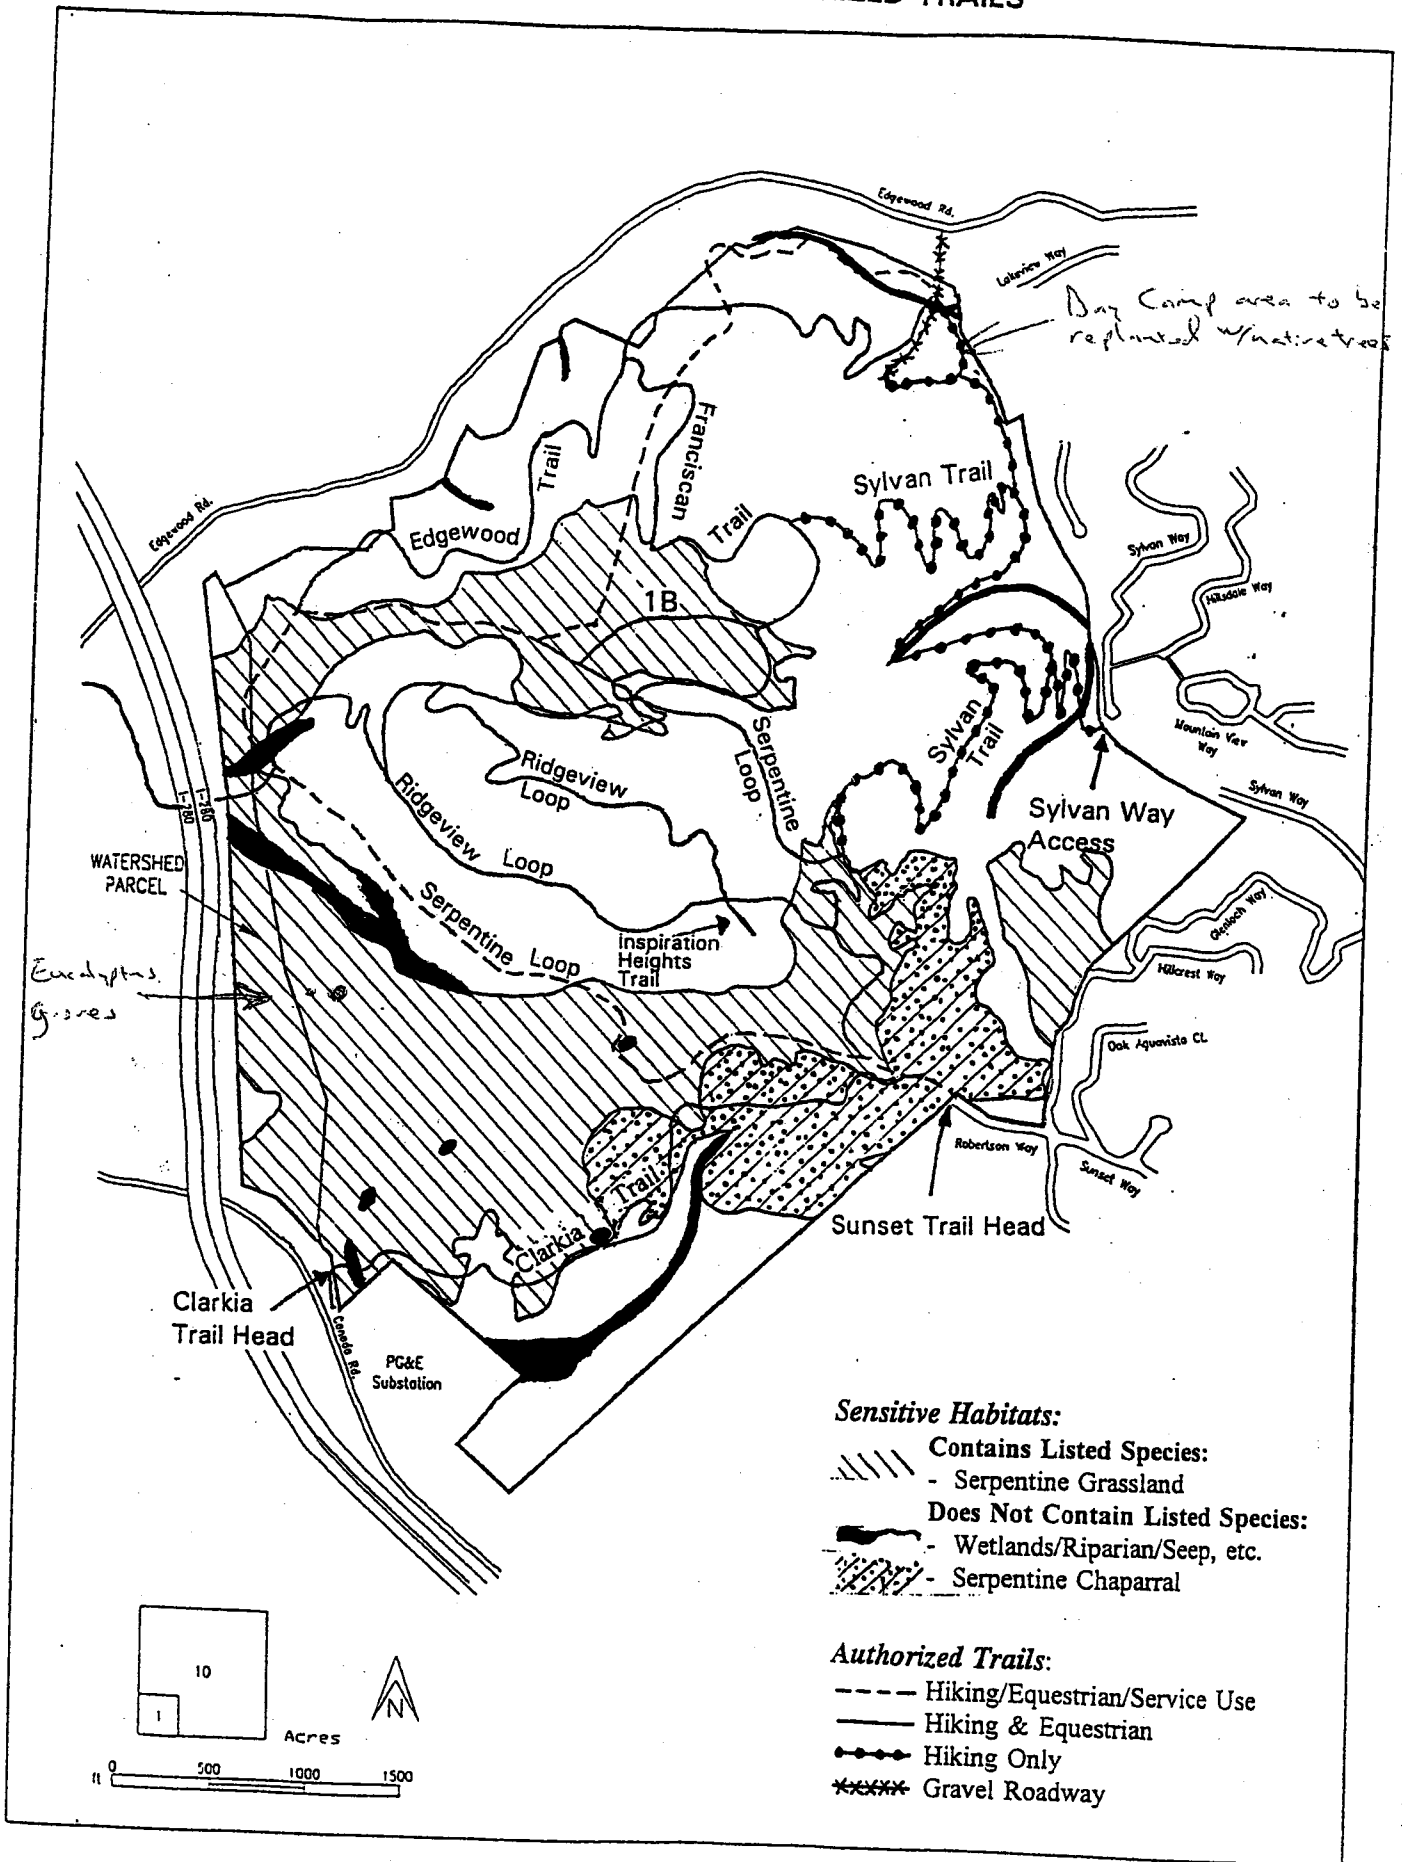 TRAILS
Edgewood Rd.
Lakeview Way
Day Camp area to be
replanted w/native trees
Franciscan
Trail
Sylvan Trail
Trail
Edgewood
Edgewood Rd.
1B
Sylvan Way
Hillsdale Way
Mountain View
Way
Sylvan
Trail
Serpentine
Loop
Ridgeview
Loop
Ridgeview
Loop
I-280
I-280
Sylvan Way
Access
Sylvan Way
WATERSHED
PARCEL
Serpentine
Loop
Inspiration
Heights
Trail
Glenloch Way
Hillcrest Way
Eucalyptus
Groves
Oak Aquavista Ct.
Robertson Way
Sunset Way
Trail
Clarkia
Sunset Trail Head
Clarkia
Trail Head
Canada Rd.
PG&E
Substation
Sensitive Habitats:
Contains Listed Species:
- Serpentine Grassland
Does Not Contain Listed Species:
- Wetlands/Riparian/Seep, etc.
- Serpentine Chaparral
10
1
Acres
N
ft 0 500 1000 1500
Authorized Trails:
Hiking/Equestrian/Service Use
Hiking & Equestrian
Hiking Only
Gravel Roadway